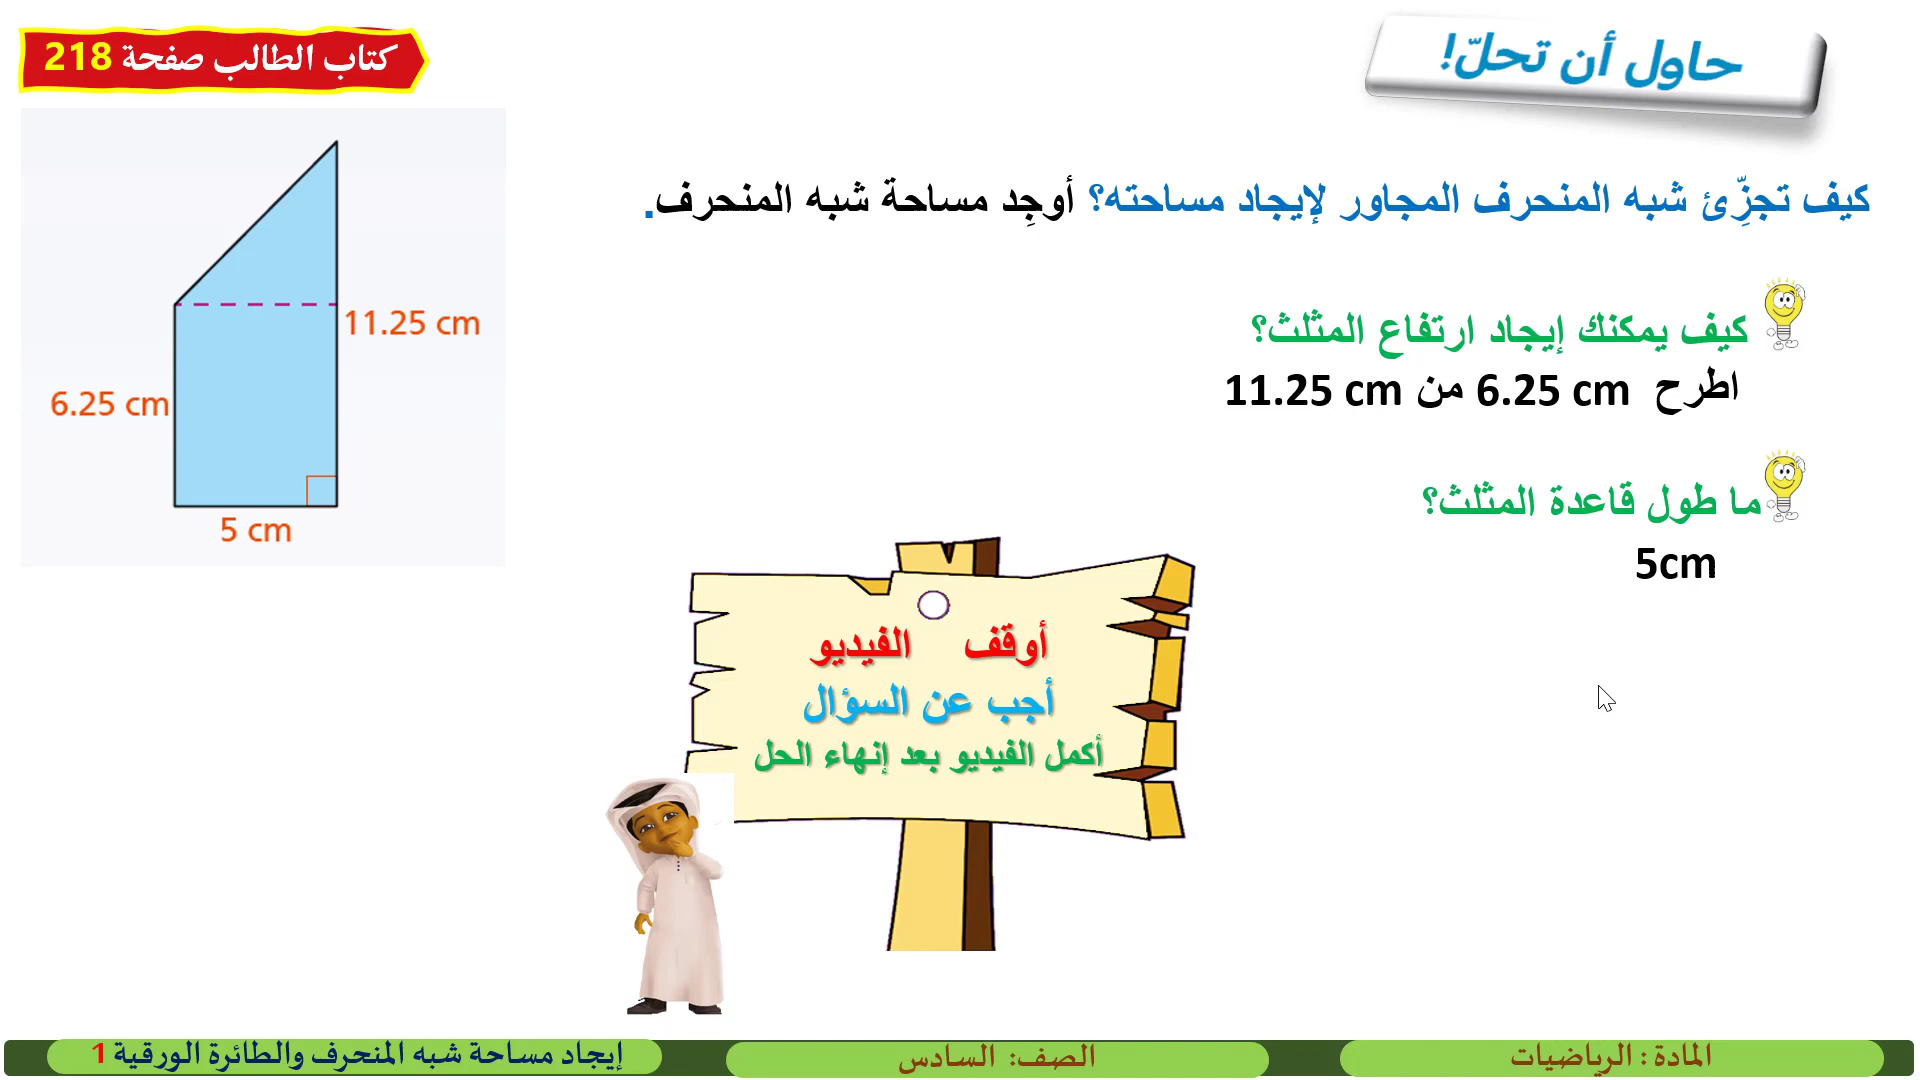 حاول أن تحلّ!
كتاب الطالب صفحة 218
كيف تجزِّئ شبه المنحرف المجاور لإيجاد مساحته؟ أوجِد مساحة شبه المنحرف.
كيف يمكنك إيجاد ارتفاع المثلث؟
اطرح 6.25 cm من 11.25 cm
ما طول قاعدة المثلث؟
5cm
11.25 cm
6.25 cm
5 cm
أوقف الفيديو
أجب عن السؤال
أكمل الفيديو بعد إنهاء الحل
المادة : الرياضيات
الصف: السادس
إيجاد مساحة شبه المنحرف والطائرة الورقية 1